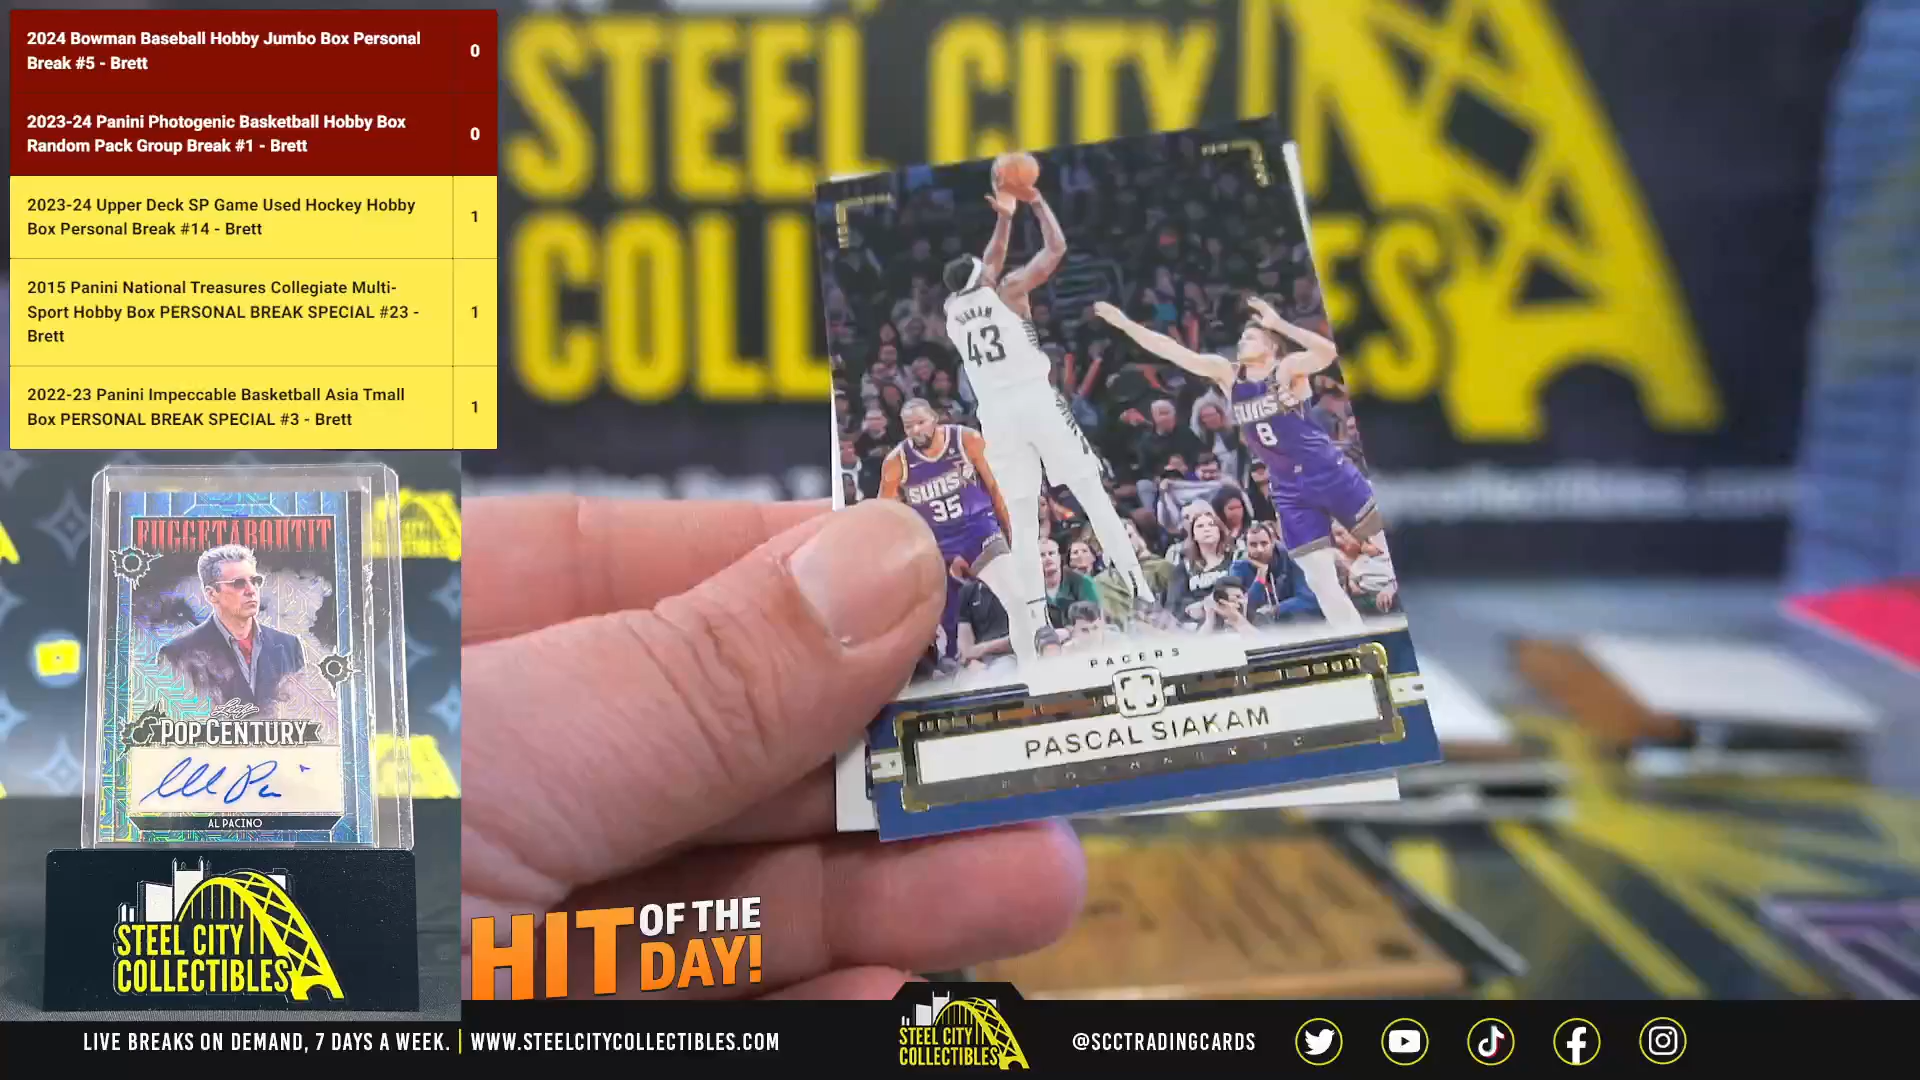 2024 Bowman Baseball Hobby Jumbo Box Personal
Break #5 - Brett
0
2023-24 Panini Photogenic Basketball Hobby Box
Random Pack Group Break #1 - Brett
0
2023-24 Upper Deck SP Game Used Hockey Hobby
Box Personal Break #14 - Brett
1
2015 Panini National Treasures Collegiate Multi-
Sport Hobby Box PERSONAL BREAK SPECIAL #23 -
Brett
1
2022-23 Panini Impeccable Basketball Asia Tmall
Box PERSONAL BREAK SPECIAL #3 - Brett
1
STEEL CITY
SIAKAM
43
SUNS
35
SUNS
8
PACERS
PASCAL SIAKAM
FUGGETABOUTIT
Leaf
POP CENTURY
AL PACINO
STEEL CITY
COLLECTIBLES
HIT OF THE
DAY!
LIVE BREAKS ON DEMAND, 7 DAYS A WEEK. | WWW.STEELCITYCOLLECTIBLES.COM
STEEL CITY
COLLECTIBLES
@SCCTRADINGCARDS